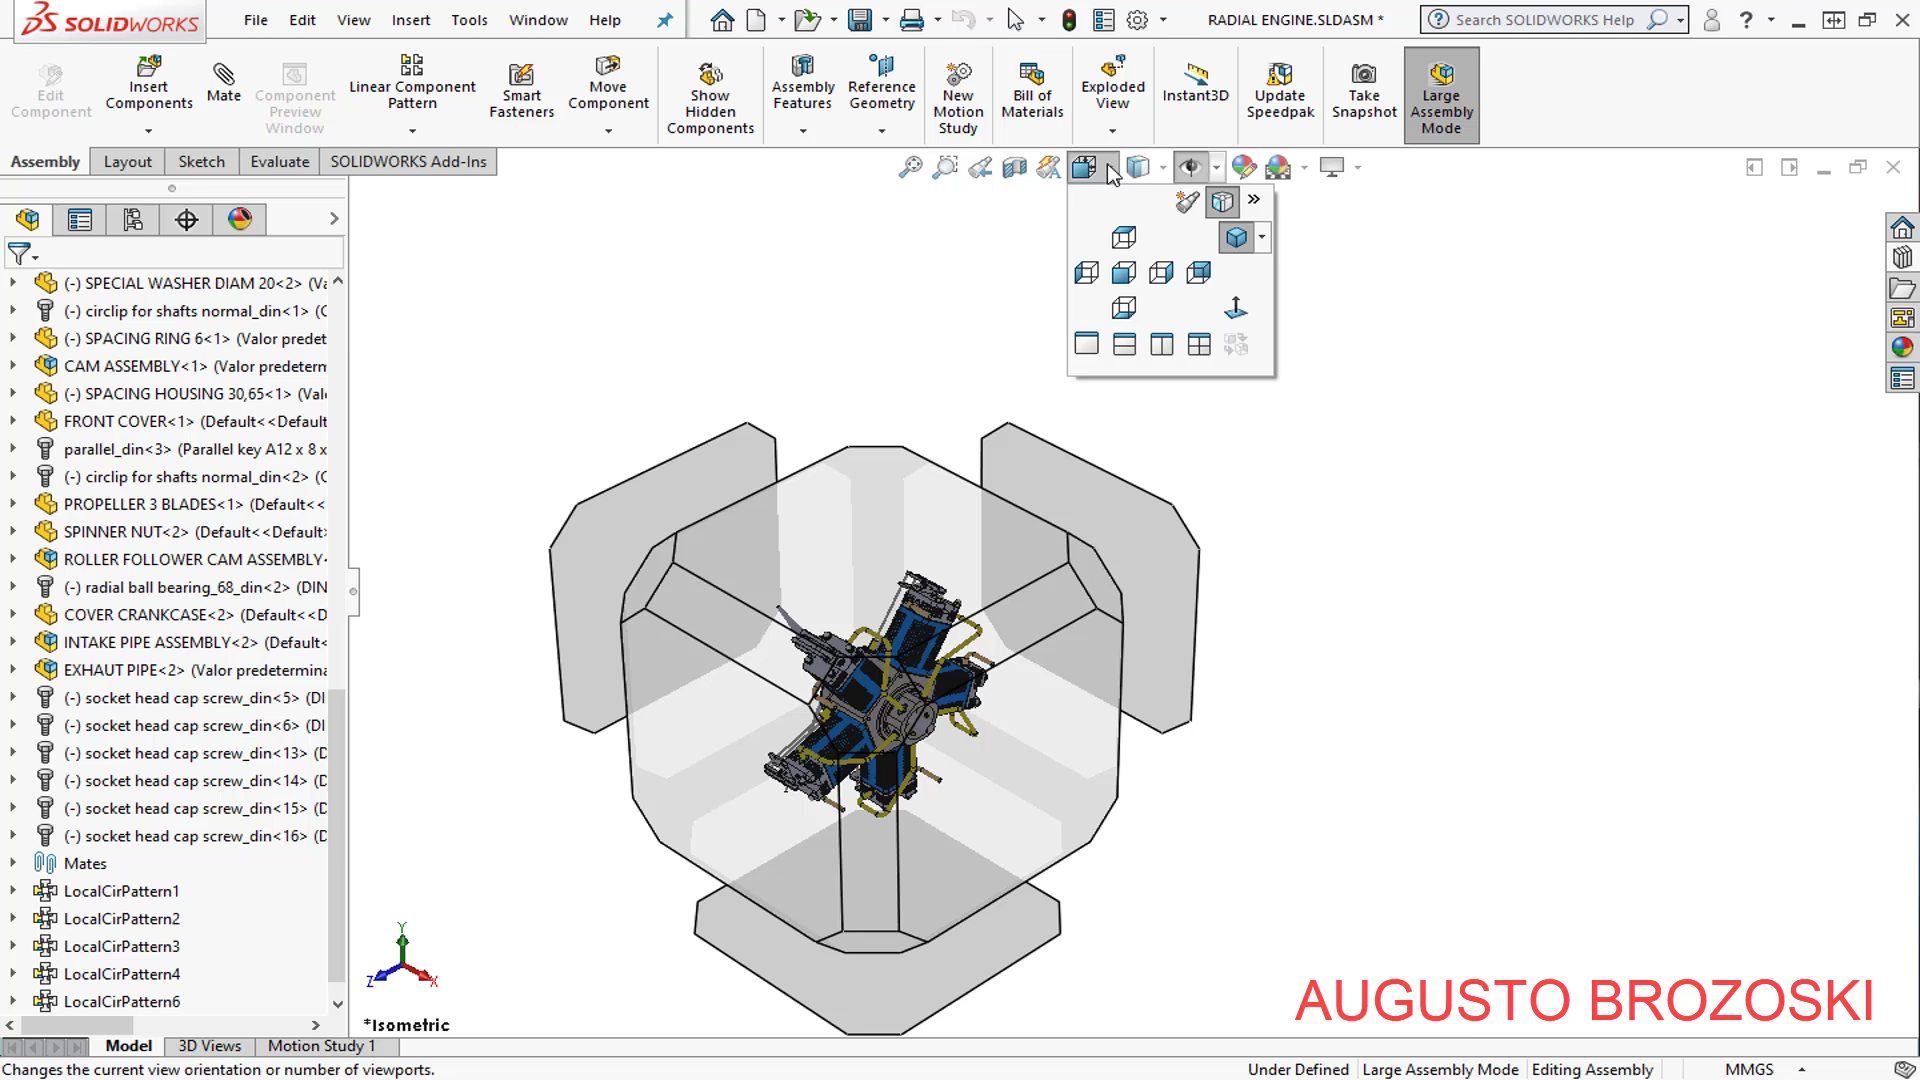 SOLIDWORKS
File Edit View Insert Tools Window Help
RADIAL ENGINE.SLDASM *
Search SOLIDWORKS Help
Edit Component
Insert Components
Mate
Component Preview Window
Linear Component Pattern
Smart Fasteners
Move Component
Show Hidden Components
Assembly Features
Reference Geometry
New Motion Study
Bill of Materials
Exploded View
Instant3D
Update Speedpak
Take Snapshot
Large Assembly Mode
Assembly Layout Sketch Evaluate SOLIDWORKS Add-Ins
(-) SPECIAL WASHER DIAM 20<2> (Va
(-) circlip for shafts normal_din<1> (C
(-) SPACING RING 6<1> (Valor predet
CAM ASSEMBLY<1> (Valor predetern
(-) SPACING HOUSING 30,65<1> (Val
FRONT COVER<1> (Default<<Default
parallel_din<3> (Parallel key A12 x 8 x
(-) circlip for shafts normal_din<2> (C
PROPELLER 3 BLADES<1> (Default<<
SPINNER NUT<2> (Default<<Default>
ROLLER FOLLOWER CAM ASSEMBLY<
(-) radial ball bearing_68_din<2> (DIN
COVER CRANKCASE<2> (Default<<D
INTAKE PIPE ASSEMBLY<2> (Default<
EXHAUT PIPE<2> (Valor predetermina
(-) socket head cap screw_din<5> (DI
(-) socket head cap screw_din<6> (DI
(-) socket head cap screw_din<13> (D
(-) socket head cap screw_din<14> (D
(-) socket head cap screw_din<15> (D
(-) socket head cap screw_din<16> (D
Mates
LocalCirPattern1
LocalCirPattern2
LocalCirPattern3
LocalCirPattern4
LocalCirPattern6
Y
Z X
*Isometric
AUGUSTO BROZOSKI
Model 3D Views Motion Study 1
Changes the current view orientation or number of viewports.
Under Defined Large Assembly Mode Editing Assembly MMGS